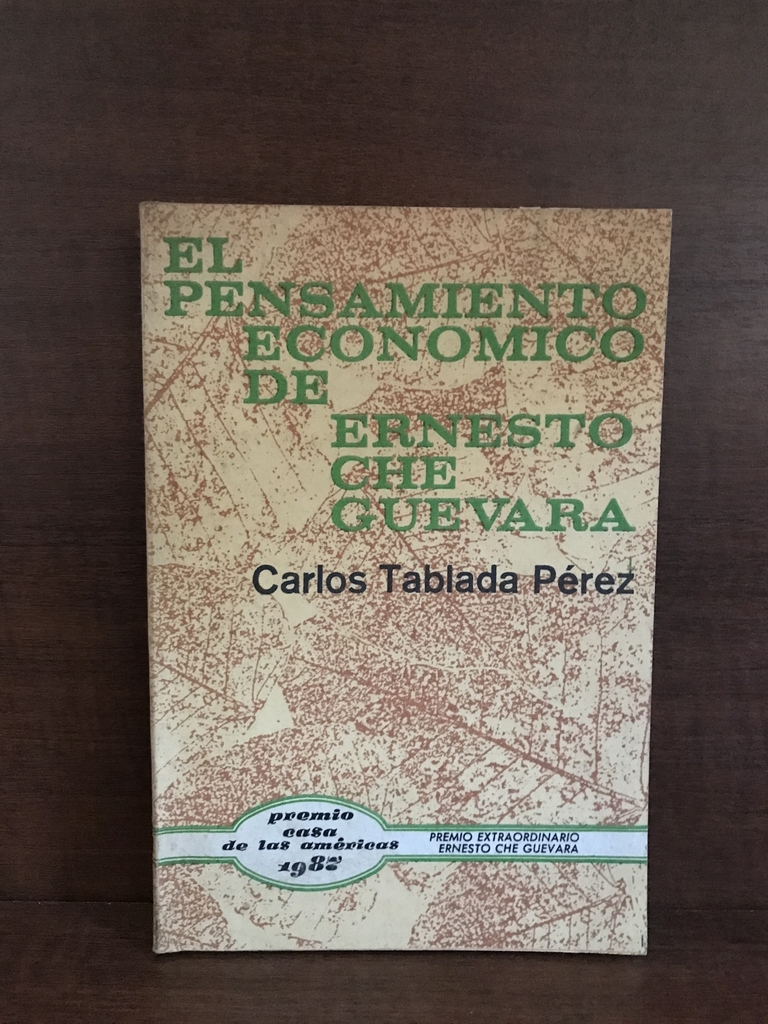 EL
PENSAMIENTO
ECONOMICO
DE
ERNESTO
CHE
GUEVARA
Carlos Tablada Pérez
premio
casa
de las américas
1987
PREMIO EXTRAORDINARIO
ERNESTO CHE GUEVARA